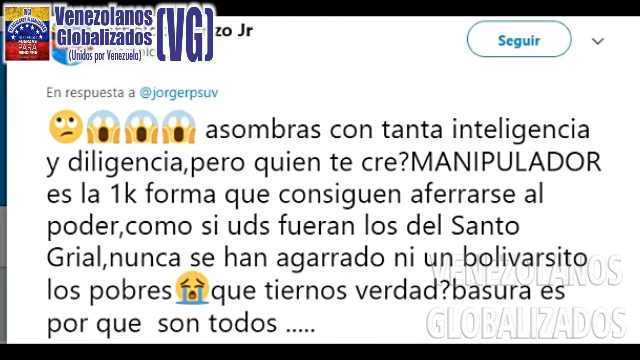 Venezolanos
Globalizados
(Unidos por Venezuela)
(VG)
zo Jr
Seguir
En respuesta a @jorgerpsuv
🙄😱😱😱 asombras con tanta inteligencia
y diligencia,pero quien te cre?MANIPULADOR
es la 1k forma que consiguen aferrarse al
poder,como si uds fueran los del Santo
Grial,nunca se han agarrado ni un bolivarsito
los pobres😭que tiernos verdad?basura es
por que son todos .....
VENEZOLANOS
GLOBALIZADOS